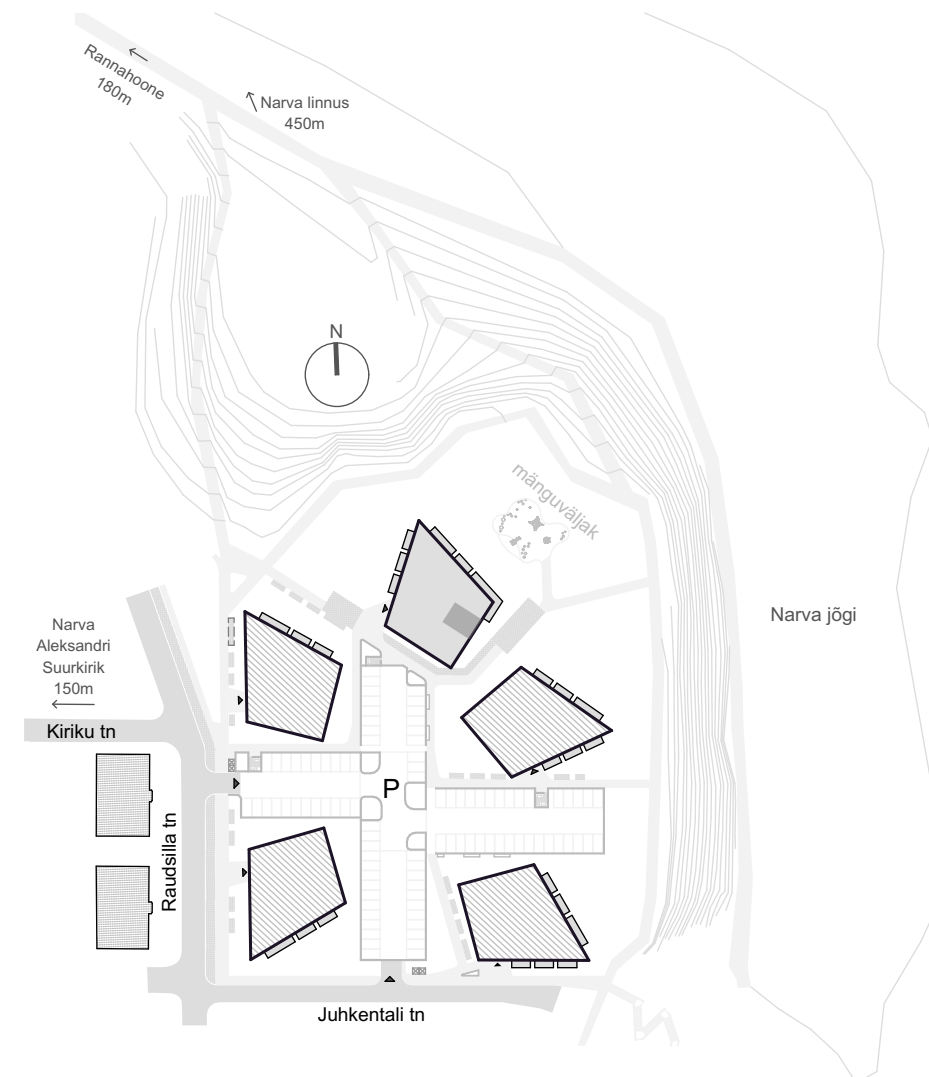 Rannahoone
180m
Narva linnus
450m
N
mänguväljak
Narva
Aleksandri
Suurkirik
150m
Narva jõgi
Kiriku tn
P
Raudsilla tn
Juhkentali tn